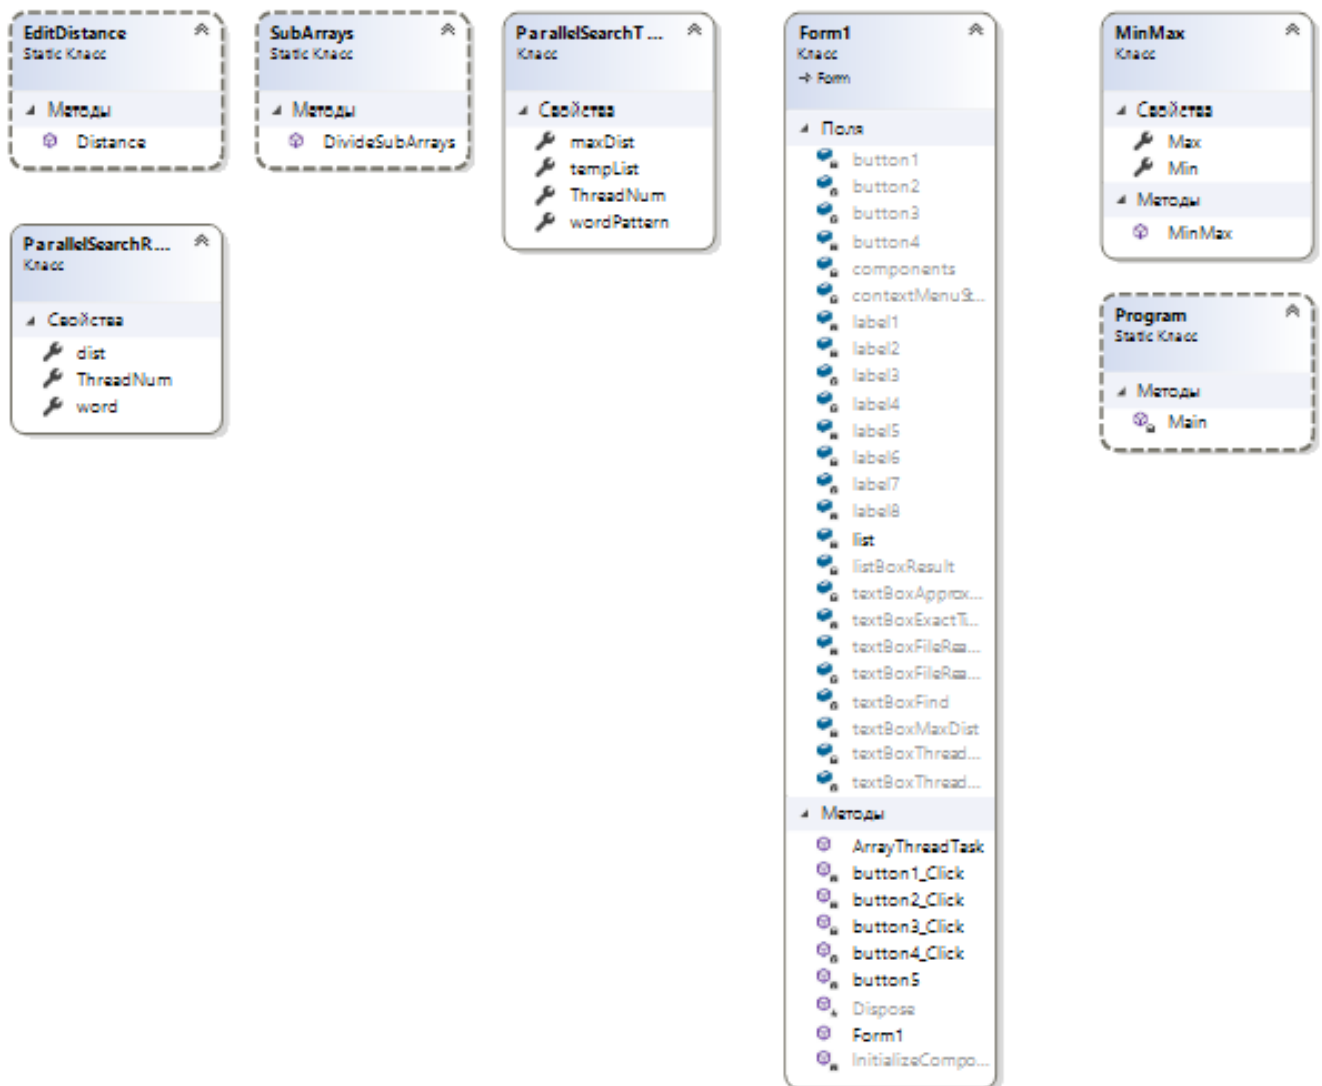 EditDistance
Static Класс
Методы
Distance
SubArrays
Static Класс
Методы
DivideSubArrays
ParallelSearchT...
Класс
Свойства
maxDist
tempList
ThreadNum
wordPattern
ParallelSearchR...
Класс
Свойства
dist
ThreadNum
word
Form1
Класс
Form
Поля
button1
button2
button3
button4
components
contextMenuSt...
label1
label2
label3
label4
label5
label6
label7
label8
list
listBoxResult
textBoxApprox...
textBoxExactTi...
textBoxFileRea...
textBoxFileRea...
textBoxFind
textBoxMaxDist
textBoxThread...
textBoxThread...
Методы
ArrayThreadTask
button1_Click
button2_Click
button3_Click
button4_Click
button5
Dispose
Form1
InitializeCompo...
MinMax
Класс
Свойства
Max
Min
Методы
MinMax
Program
Static Класс
Методы
Main